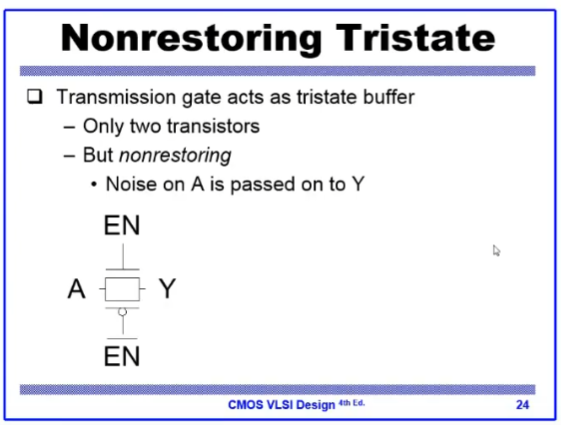 Nonrestoring Tristate
❑ Transmission gate acts as tristate buffer
– Only two transistors
– But nonrestoring
• Noise on A is passed on to Y
EN
A Y
E̅N̅
CMOS VLSI Design 4th Ed. 24